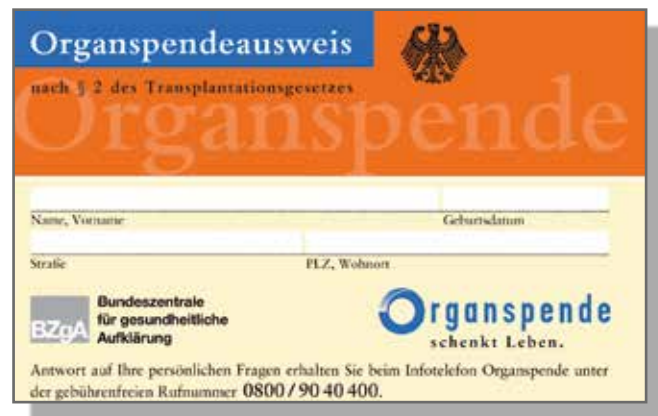 Organspendeausweis
nach § 2 des Transplantationsgesetzes
Organspende
Name, Vorname Geburtsdatum
Straße PLZ, Wohnort
BZgA
Bundeszentrale
für gesundheitliche
Aufklärung
Organspende
schenkt Leben.
Antwort auf Ihre persönlichen Fragen erhalten Sie beim Infotelefon Organspende unter
der gebührenfreien Rufnummer 0800 / 90 40 400.